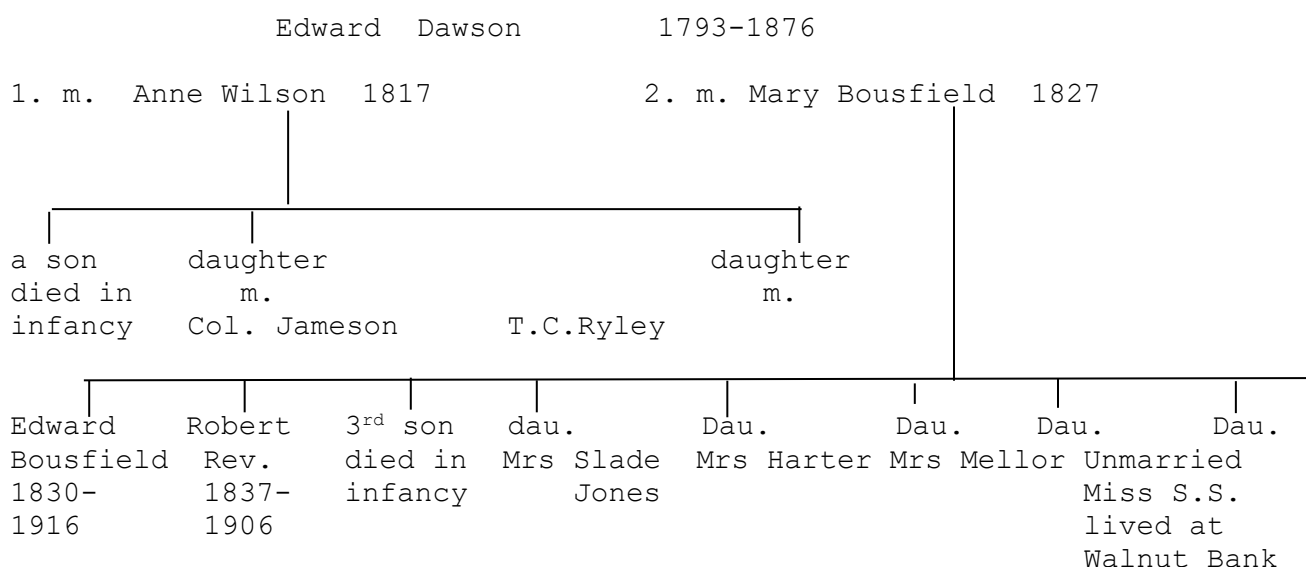 Edward Dawson 1793-1876
1. m. Anne Wilson 1817 2. m. Mary Bousfield 1827
a son daughter daughter
died in m. m.
infancy Col. Jameson T.C.Ryley
Edward Robert 3rd son dau. Dau. Dau. Dau. Dau.
Bousfield Rev. died in Mrs Slade Mrs Harter Mrs Mellor Unmarried
1830- 1837- infancy Jones Miss S.S.
1916 1906 lived at
Walnut Bank